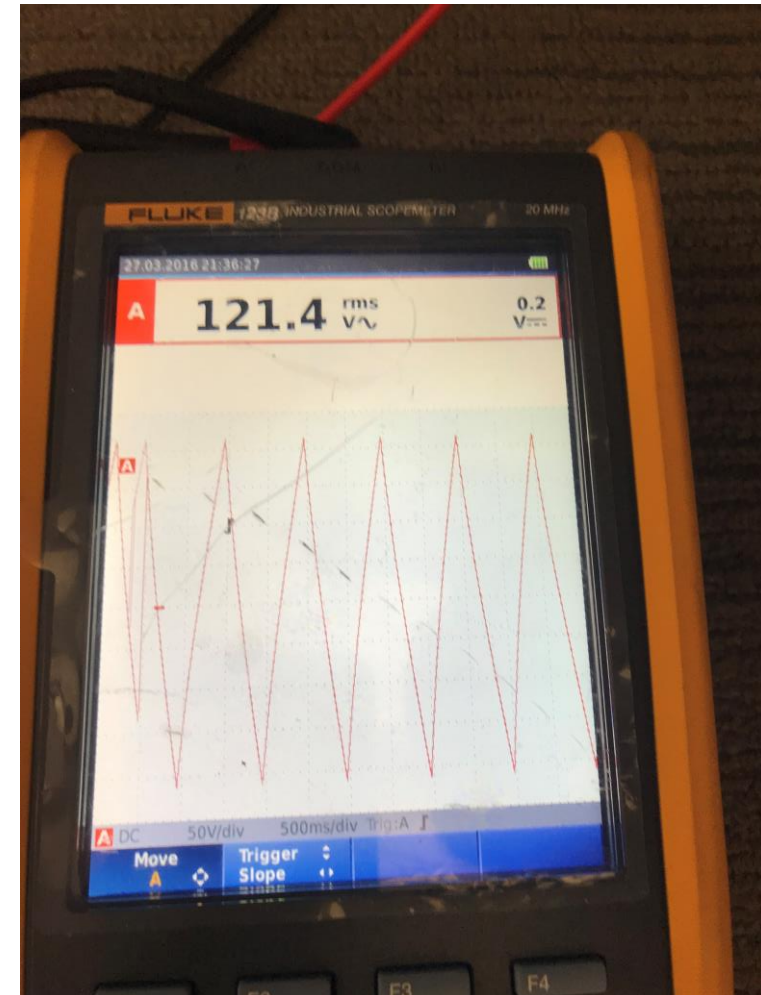 FLUKE 123B INDUSTRIAL SCOPEMETER 20 MHz
27.03.2016 21:36:27
A 121.4 rms V~ 0.2 V
A
A DC 50V/div 500ms/div Trig:A
Move A
Trigger Slope
F3 F4